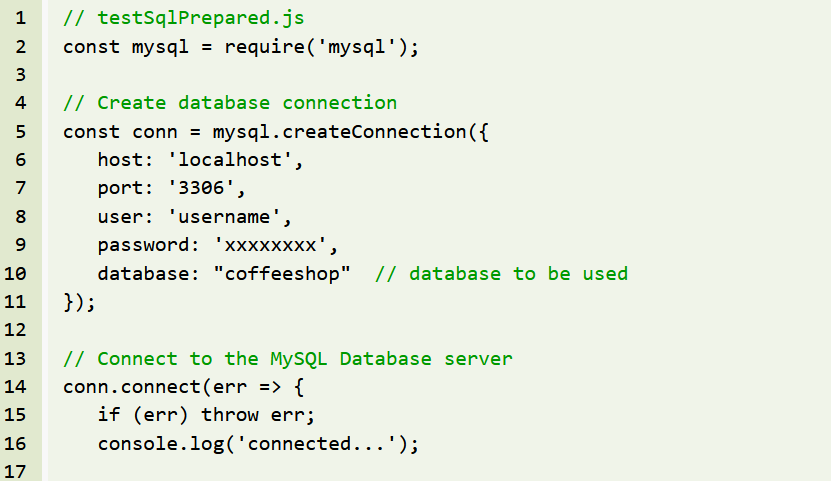 1 // testSqlPrepared.js
2 const mysql = require('mysql');
3
4 // Create database connection
5 const conn = mysql.createConnection({
6    host: 'localhost',
7    port: '3306',
8    user: 'username',
9    password: 'xxxxxxxx',
10    database: "coffeeshop"  // database to be used
11 });
12
13 // Connect to the MySQL Database server
14 conn.connect(err => {
15    if (err) throw err;
16    console.log('connected...');
17